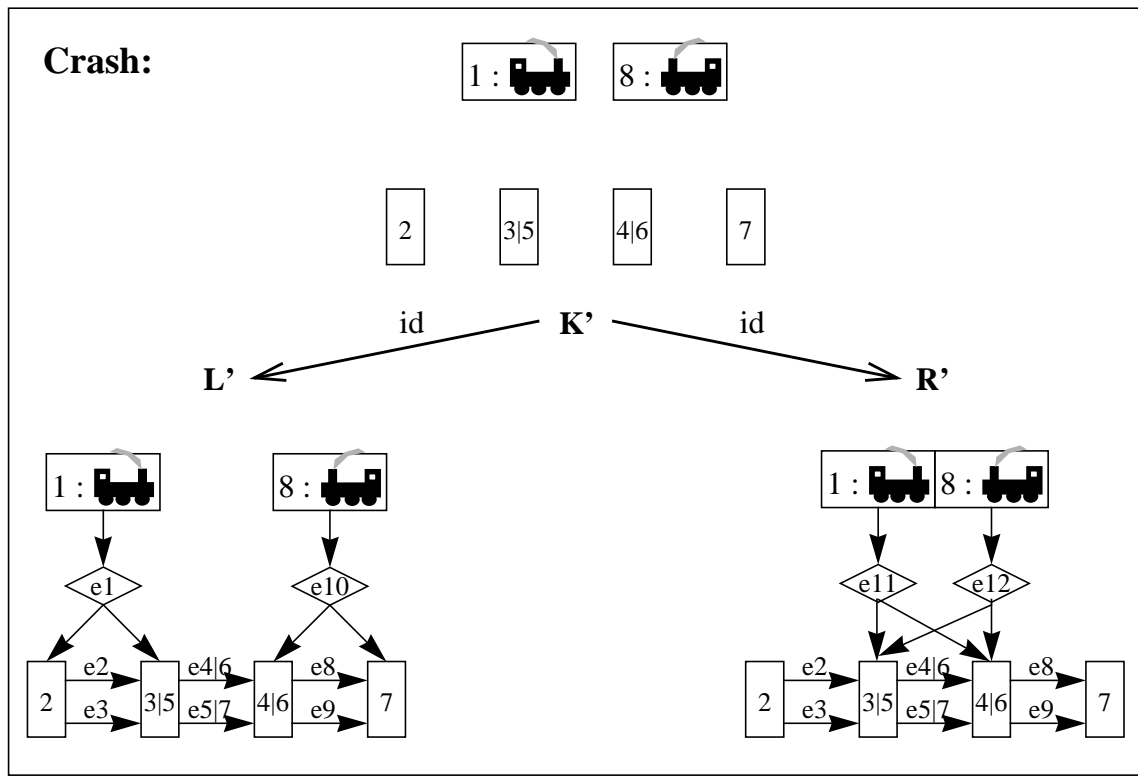 Crash:
1 : 8 :
2 3|5 4|6 7
id K’ id
L’ R’
1 : 8 : 1 : 8 :
e1 e10 e11 e12
e2 e4|6 e8 e2 e4|6 e8
2 3|5 4|6 7 2 3|5 4|6 7
e3 e5|7 e9 e3 e5|7 e9